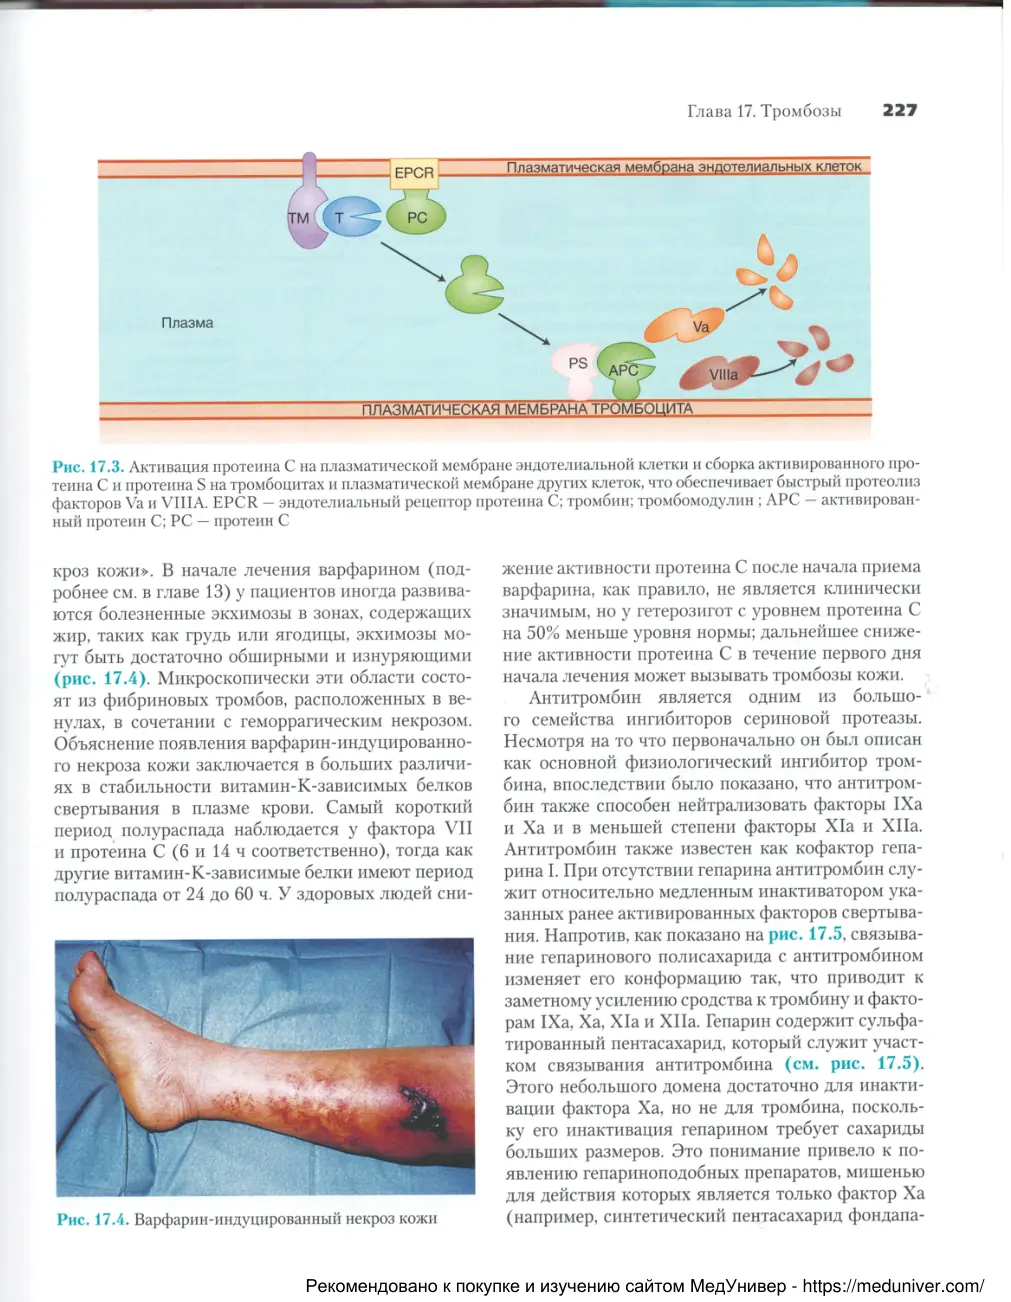 Глава 17. Тромбозы 227
Плазматическая мембрана эндотелиальных клеток
EPCR
TM
T
PC
Плазма
Va
PS
APC
VIIIa
ПЛАЗМАТИЧЕСКАЯ МЕМБРАНА ТРОМБОЦИТА
Рис. 17.3. Активация протеина С на плазматической мембране эндотелиальной клетки и сборка активированного про-
теина С и протеина S на тромбоцитах и плазматической мембране других клеток, что обеспечивает быстрый протеолиз
факторов Va и VIIIA. EPCR — эндотелиальный рецептор протеина С; тромбин; тромбомодулин ; APC — активирован-
ный протеин С; PC — протеин С
кроз кожи». В начале лечения варфарином (под-
робнее см. в главе 13) у пациентов иногда развива-
ются болезненные экхимозы в зонах, содержащих
жир, таких как грудь или ягодицы, экхимозы мо-
гут быть достаточно обширными и изнуряющими
(рис. 17.4). Микроскопически эти области состо-
ят из фибриновых тромбов, расположенных в ве-
нулах, в сочетании с геморрагическим некрозом.
Объяснение появления варфарин-индуцированно-
го некроза кожи заключается в больших различи-
ях в стабильности витамин-К-зависимых белков
свертывания в плазме крови. Самый короткий
период полураспада наблюдается у фактора VII
и протеина С (6 и 14 ч соответственно), тогда как
другие витамин-К-зависимые белки имеют период
полураспада от 24 до 60 ч. У здоровых людей сни-
Рис. 17.4. Варфарин-индуцированный некроз кожи
жение активности протеина С после начала приема
варфарина, как правило, не является клинически
значимым, но у гетерозигот с уровнем протеина С
на 50% меньше уровня нормы; дальнейшее сниже-
ние активности протеина С в течение первого дня
начала лечения может вызывать тромбозы кожи.
Антитромбин является одним из большо-
го семейства ингибиторов сериновой протеазы.
Несмотря на то что первоначально он был описан
как основной физиологический ингибитор тром-
бина, впоследствии было показано, что антитром-
бин также способен нейтрализовать факторы IXa
и Xa и в меньшей степени факторы XIa и XIIa.
Антитромбин также известен как кофактор гепа-
рина I. При отсутствии гепарина антитромбин слу-
жит относительно медленным инактиватором ука-
занных ранее активированных факторов свертыва-
ния. Напротив, как показано на рис. 17.5, связыва-
ние гепаринового полисахарида с антитромбином
изменяет его конформацию так, что приводит к
заметному усилению сродства к тромбину и факто-
рам IXa, Xa, XIa и XIIa. Гепарин содержит сульфа-
тированный пентасахарид, который служит участ-
ком связывания антитромбина (см. рис. 17.5).
Этого небольшого домена достаточно для инакти-
вации фактора Xa, но не для тромбина, посколь-
ку его инактивация гепарином требует сахариды
больших размеров. Это понимание привело к по-
явлению гепариноподобных препаратов, мишенью
для действия которых является только фактор Xa
(например, синтетический пентасахарид фондапа-
Рекомендовано к покупке и изучению сайтом МедУнивер - https://meduniver.com/